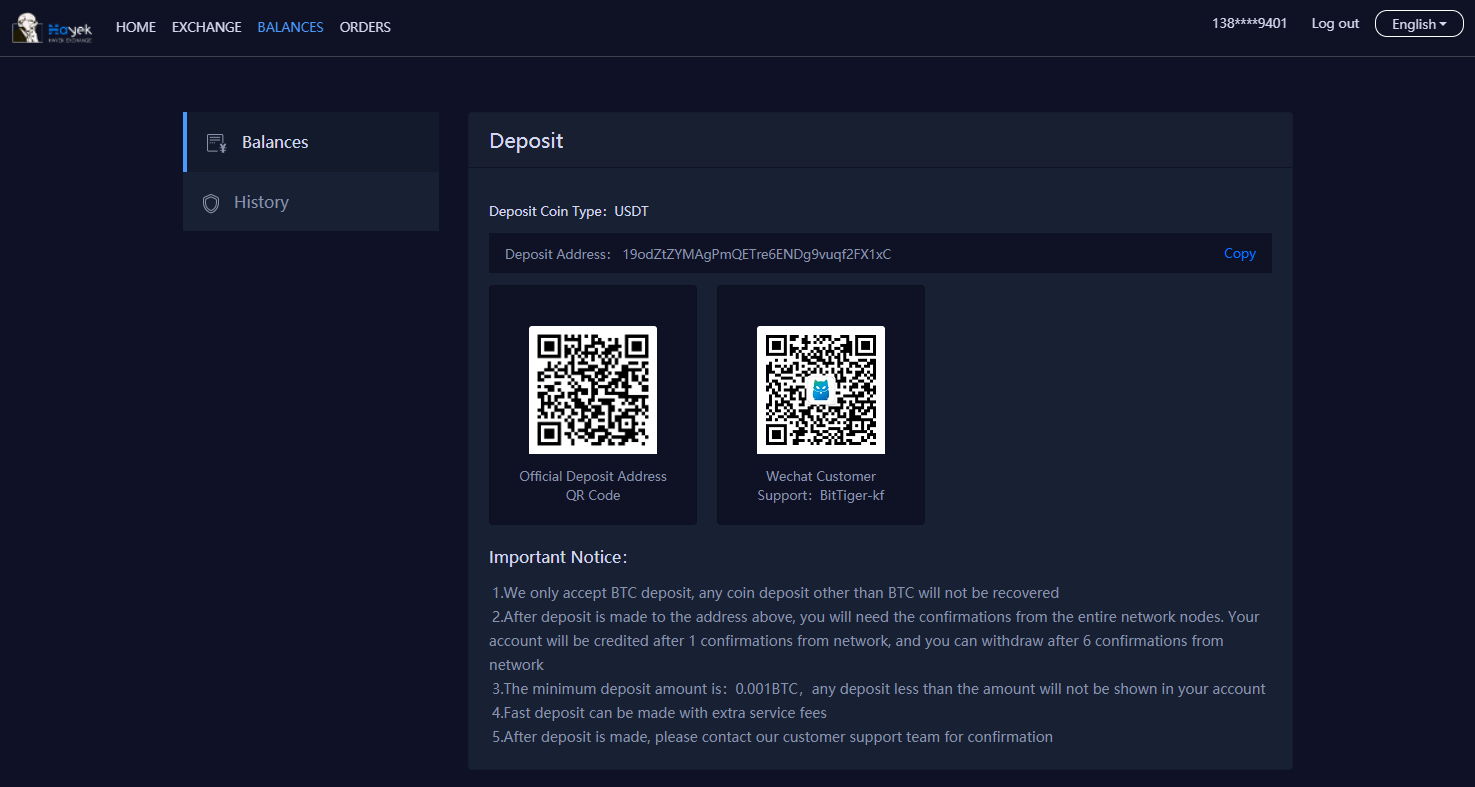 Hayek
HAYEK EXCHANGE
HOME
EXCHANGE
BALANCES
ORDERS
138****9401
Log out
English
Balances
History
Deposit
Deposit Coin Type：USDT
Deposit Address： 19odZtZYMAgPmQETre6ENDg9vuqf2FX1xC
Copy
Official Deposit Address
QR Code
Wechat Customer
Support：BitTiger-kf
Important Notice：
1.We only accept BTC deposit, any coin deposit other than BTC will not be recovered
2.After deposit is made to the address above, you will need the confirmations from the entire network nodes. Your
account will be credited after 1 confirmations from network, and you can withdraw after 6 confirmations from
network
3.The minimum deposit amount is：0.001BTC，any deposit less than the amount will not be shown in your account
4.Fast deposit can be made with extra service fees
5.After deposit is made, please contact our customer support team for confirmation